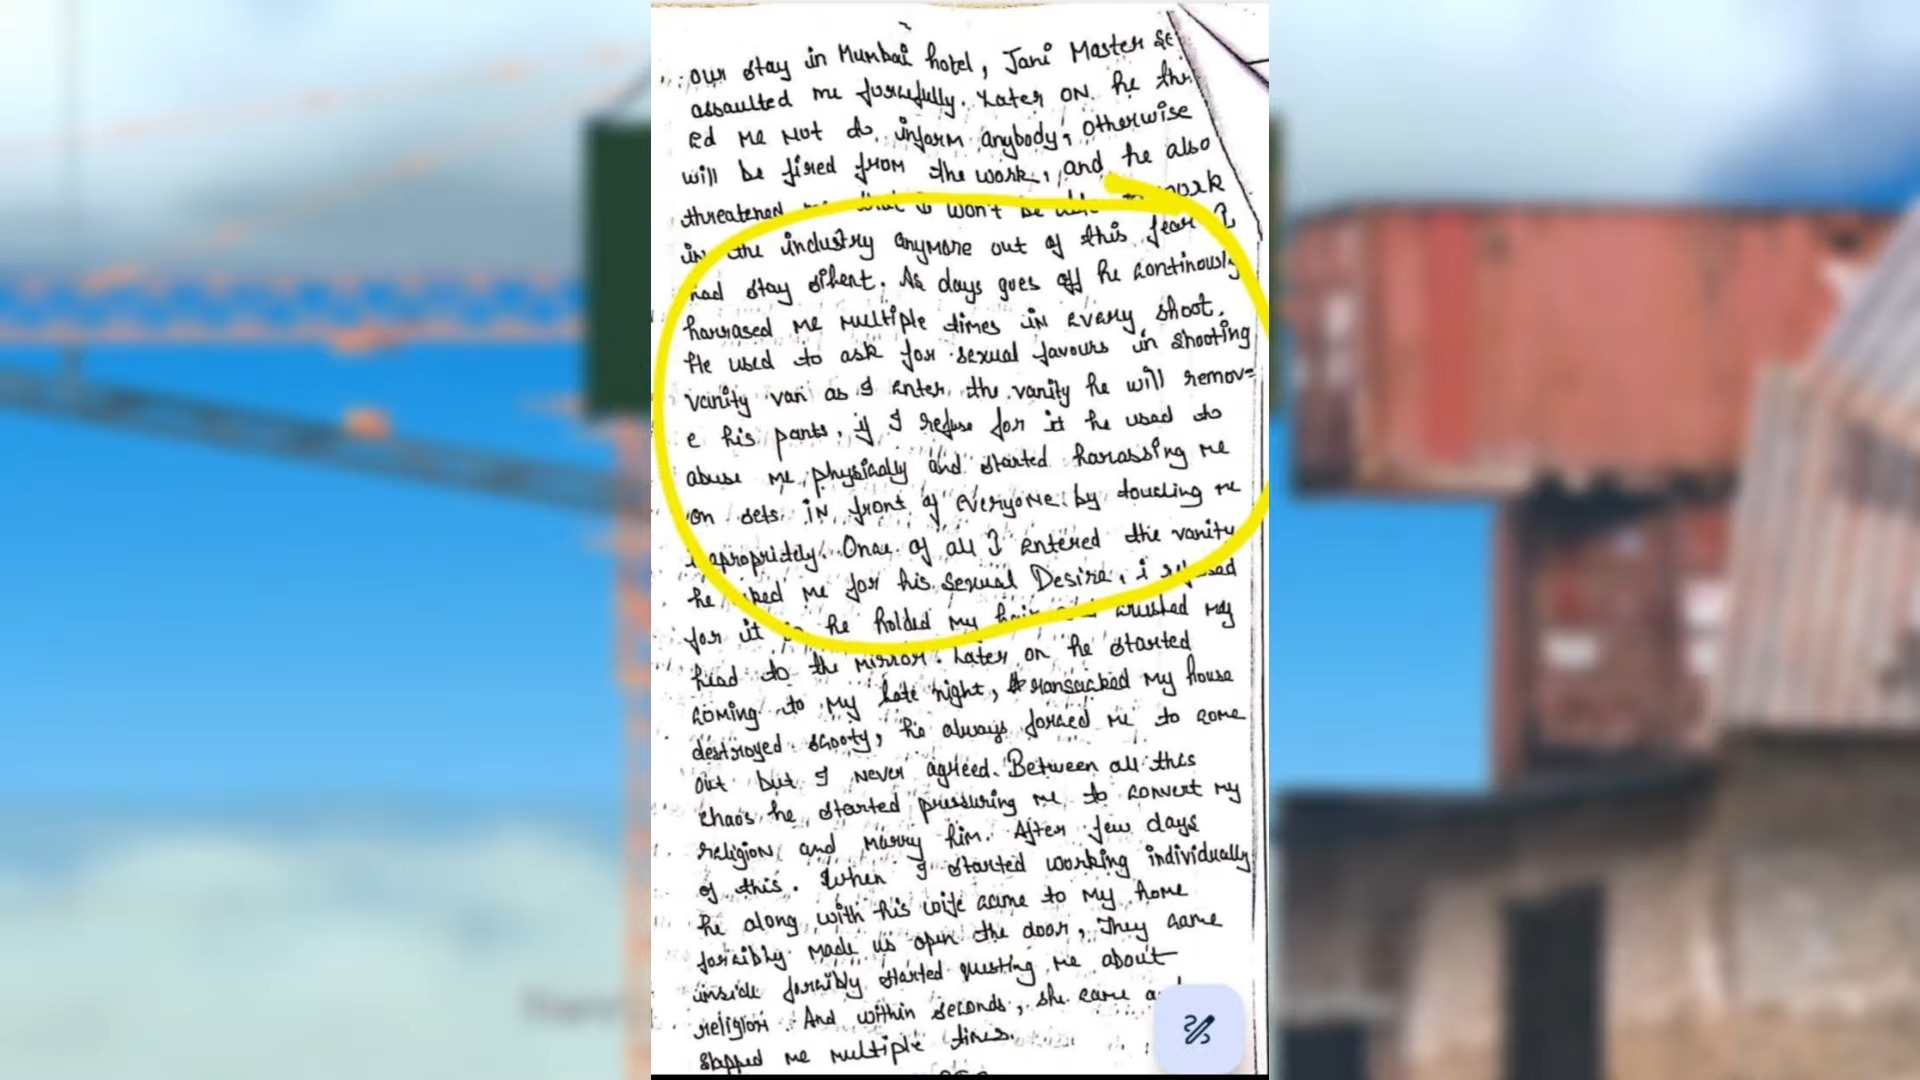 our stay in Mumbai hotel, Jani Master se
assaulted me forcefully. Later on he thr
ed me not do inform anybody, otherwise
will be fired from the work, and he also
threatened that I won't be work
in the industry anymore out of this fear I
had stay silent. As days goes off he continously
harrased me multiple times in every shoot.
He used to ask for sexual favours in shooting
vanity van as I enter the vanity he will remov-
e his pants, if I refuse for it he used to
abuse me physically and started harassing me
on sets in front of everyone by touching me
apropriately. Once of all I entered the vanity
he me for his sexual Desire, i refused
for it he holded my crushed my
head to the mirror. Later on he started
coming to my late night, ransacked my house
destroyed scooty, he always forced me to come
out but I never agreed. Between all this
chaos he started pressuring me to convert my
religion and marry him. After few days
of this. When I started working individually
he along with his wife came to my home
forcibly made us open the door, They came
inside forcibly started questing me about
religion. And within seconds, she came a
slapped me multiple times.